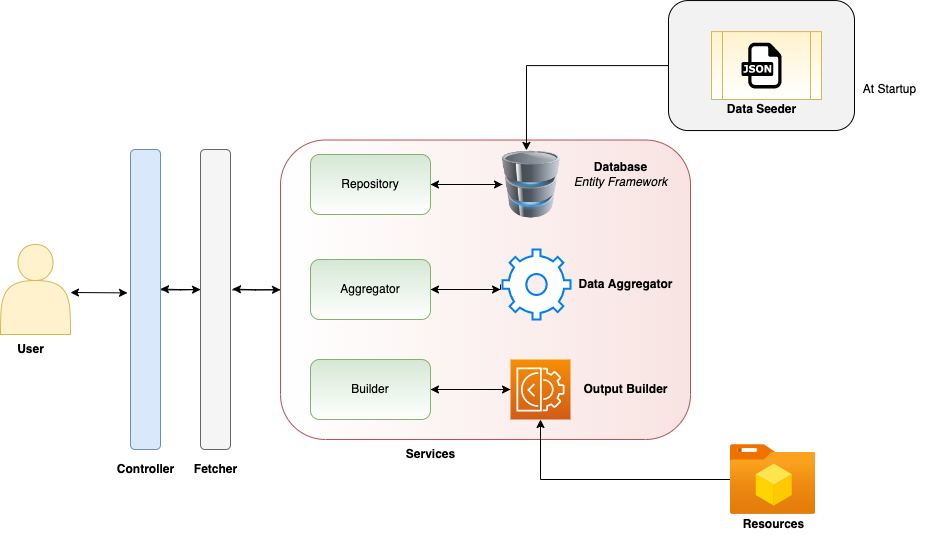 JSON
Data Seeder
At Startup
Repository
Database
Entity Framework
Aggregator
Data Aggregator
User
Builder
Output Builder
Services
Controller
Fetcher
Resources